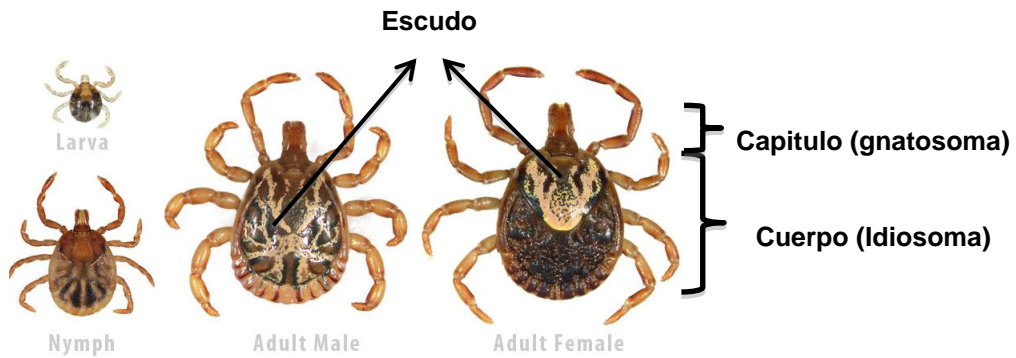 Escudo
Larva
Capitulo (gnatosoma)
Cuerpo (Idiosoma)
Nymph
Adult Male
Adult Female